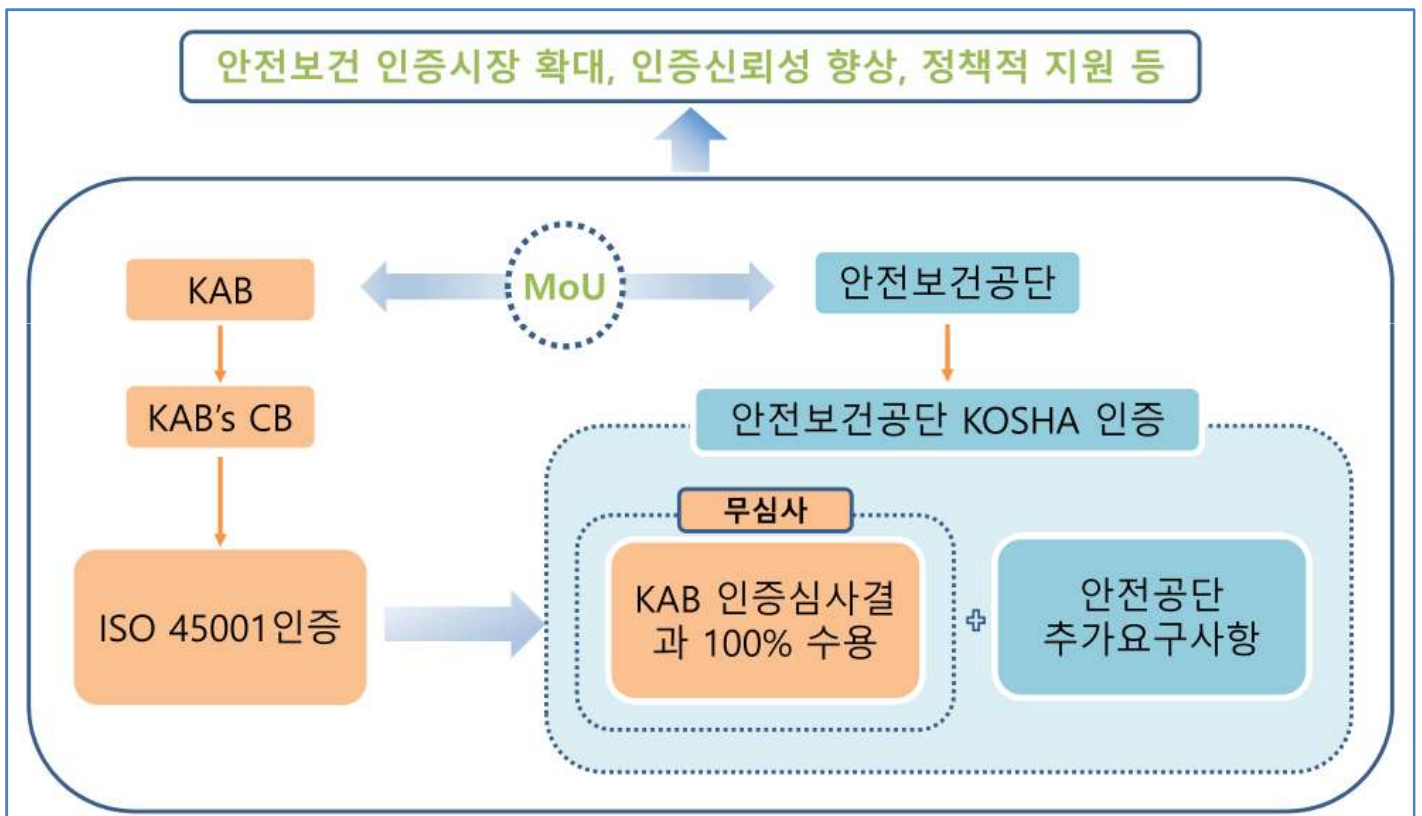 안전보건 인증시장 확대, 인증신뢰성 향상, 정책적 지원 등
KAB
MoU
안전보건공단
KAB's CB
안전보건공단 KOSHA 인증
무심사
ISO 45001인증
KAB 인증심사결
과 100% 수용
안전공단
추가요구사항